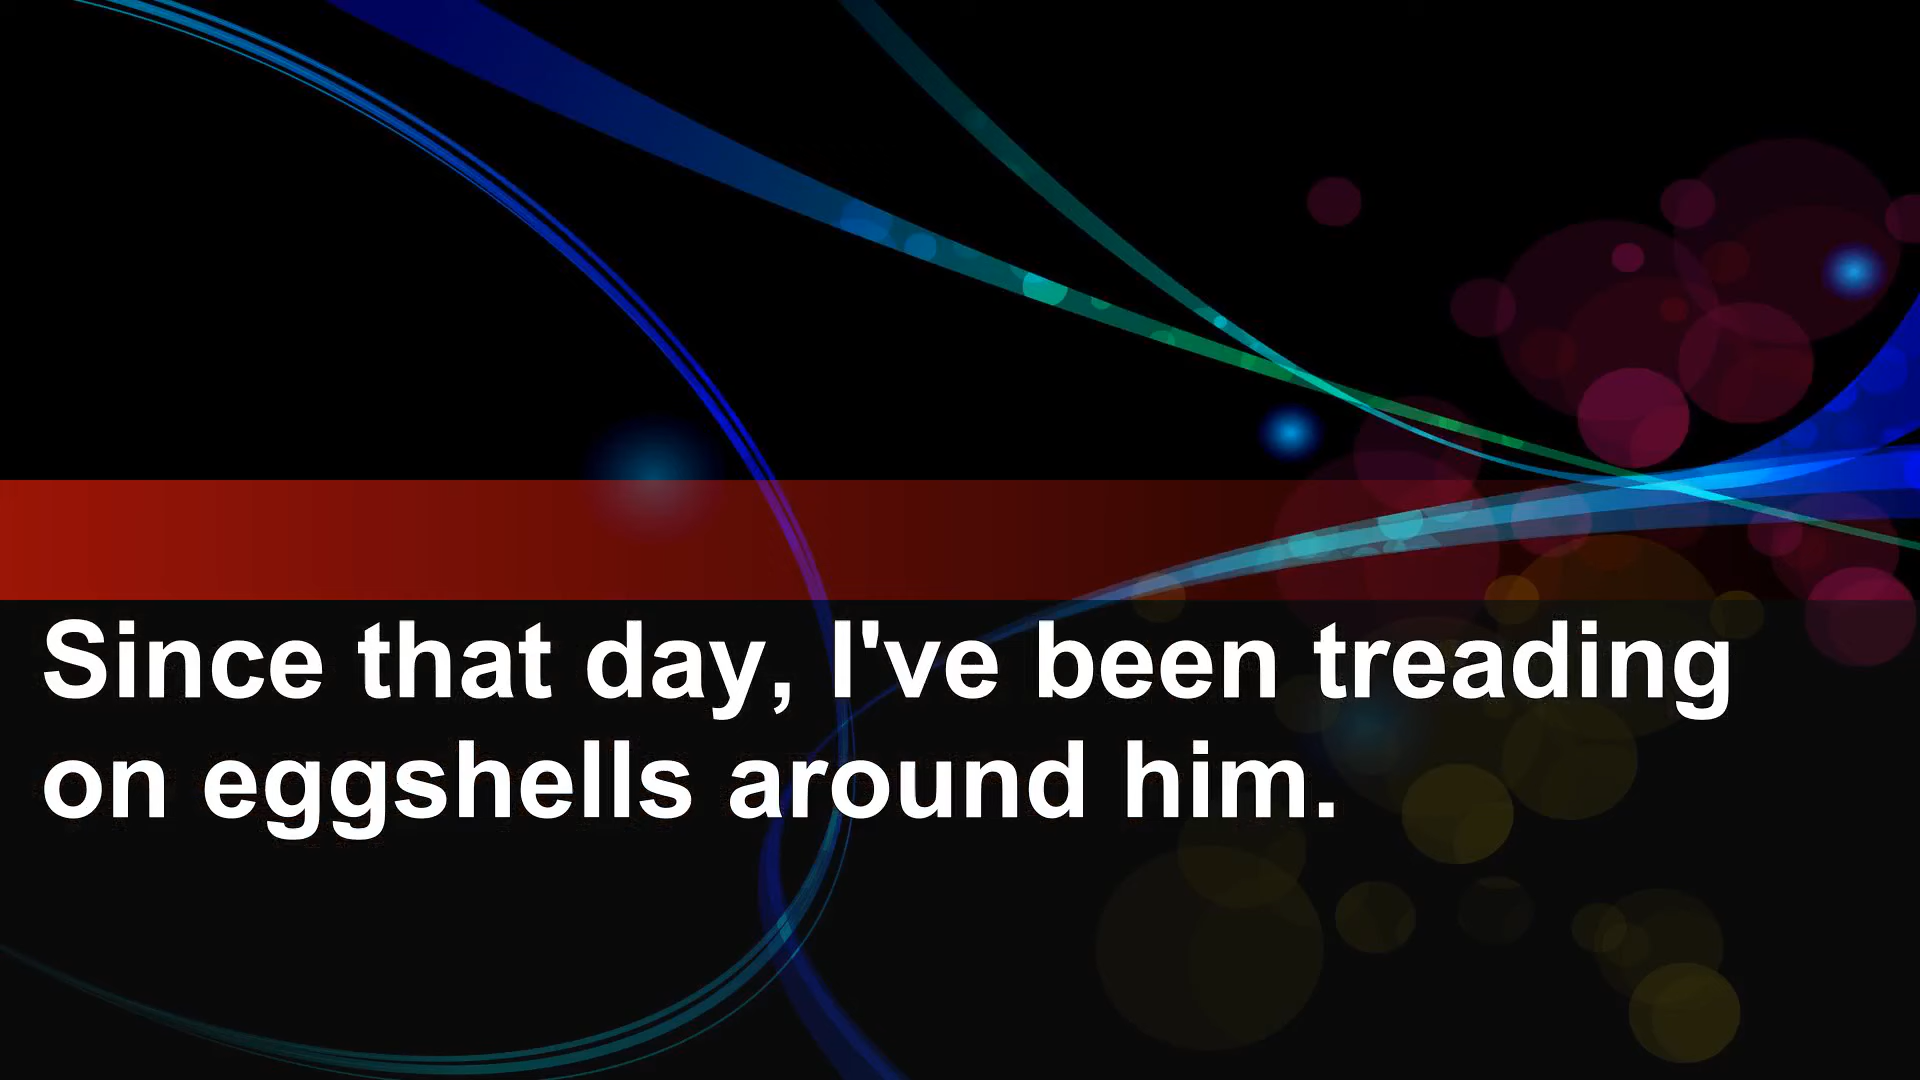 Since that day, I've been treading
on eggshells around him.